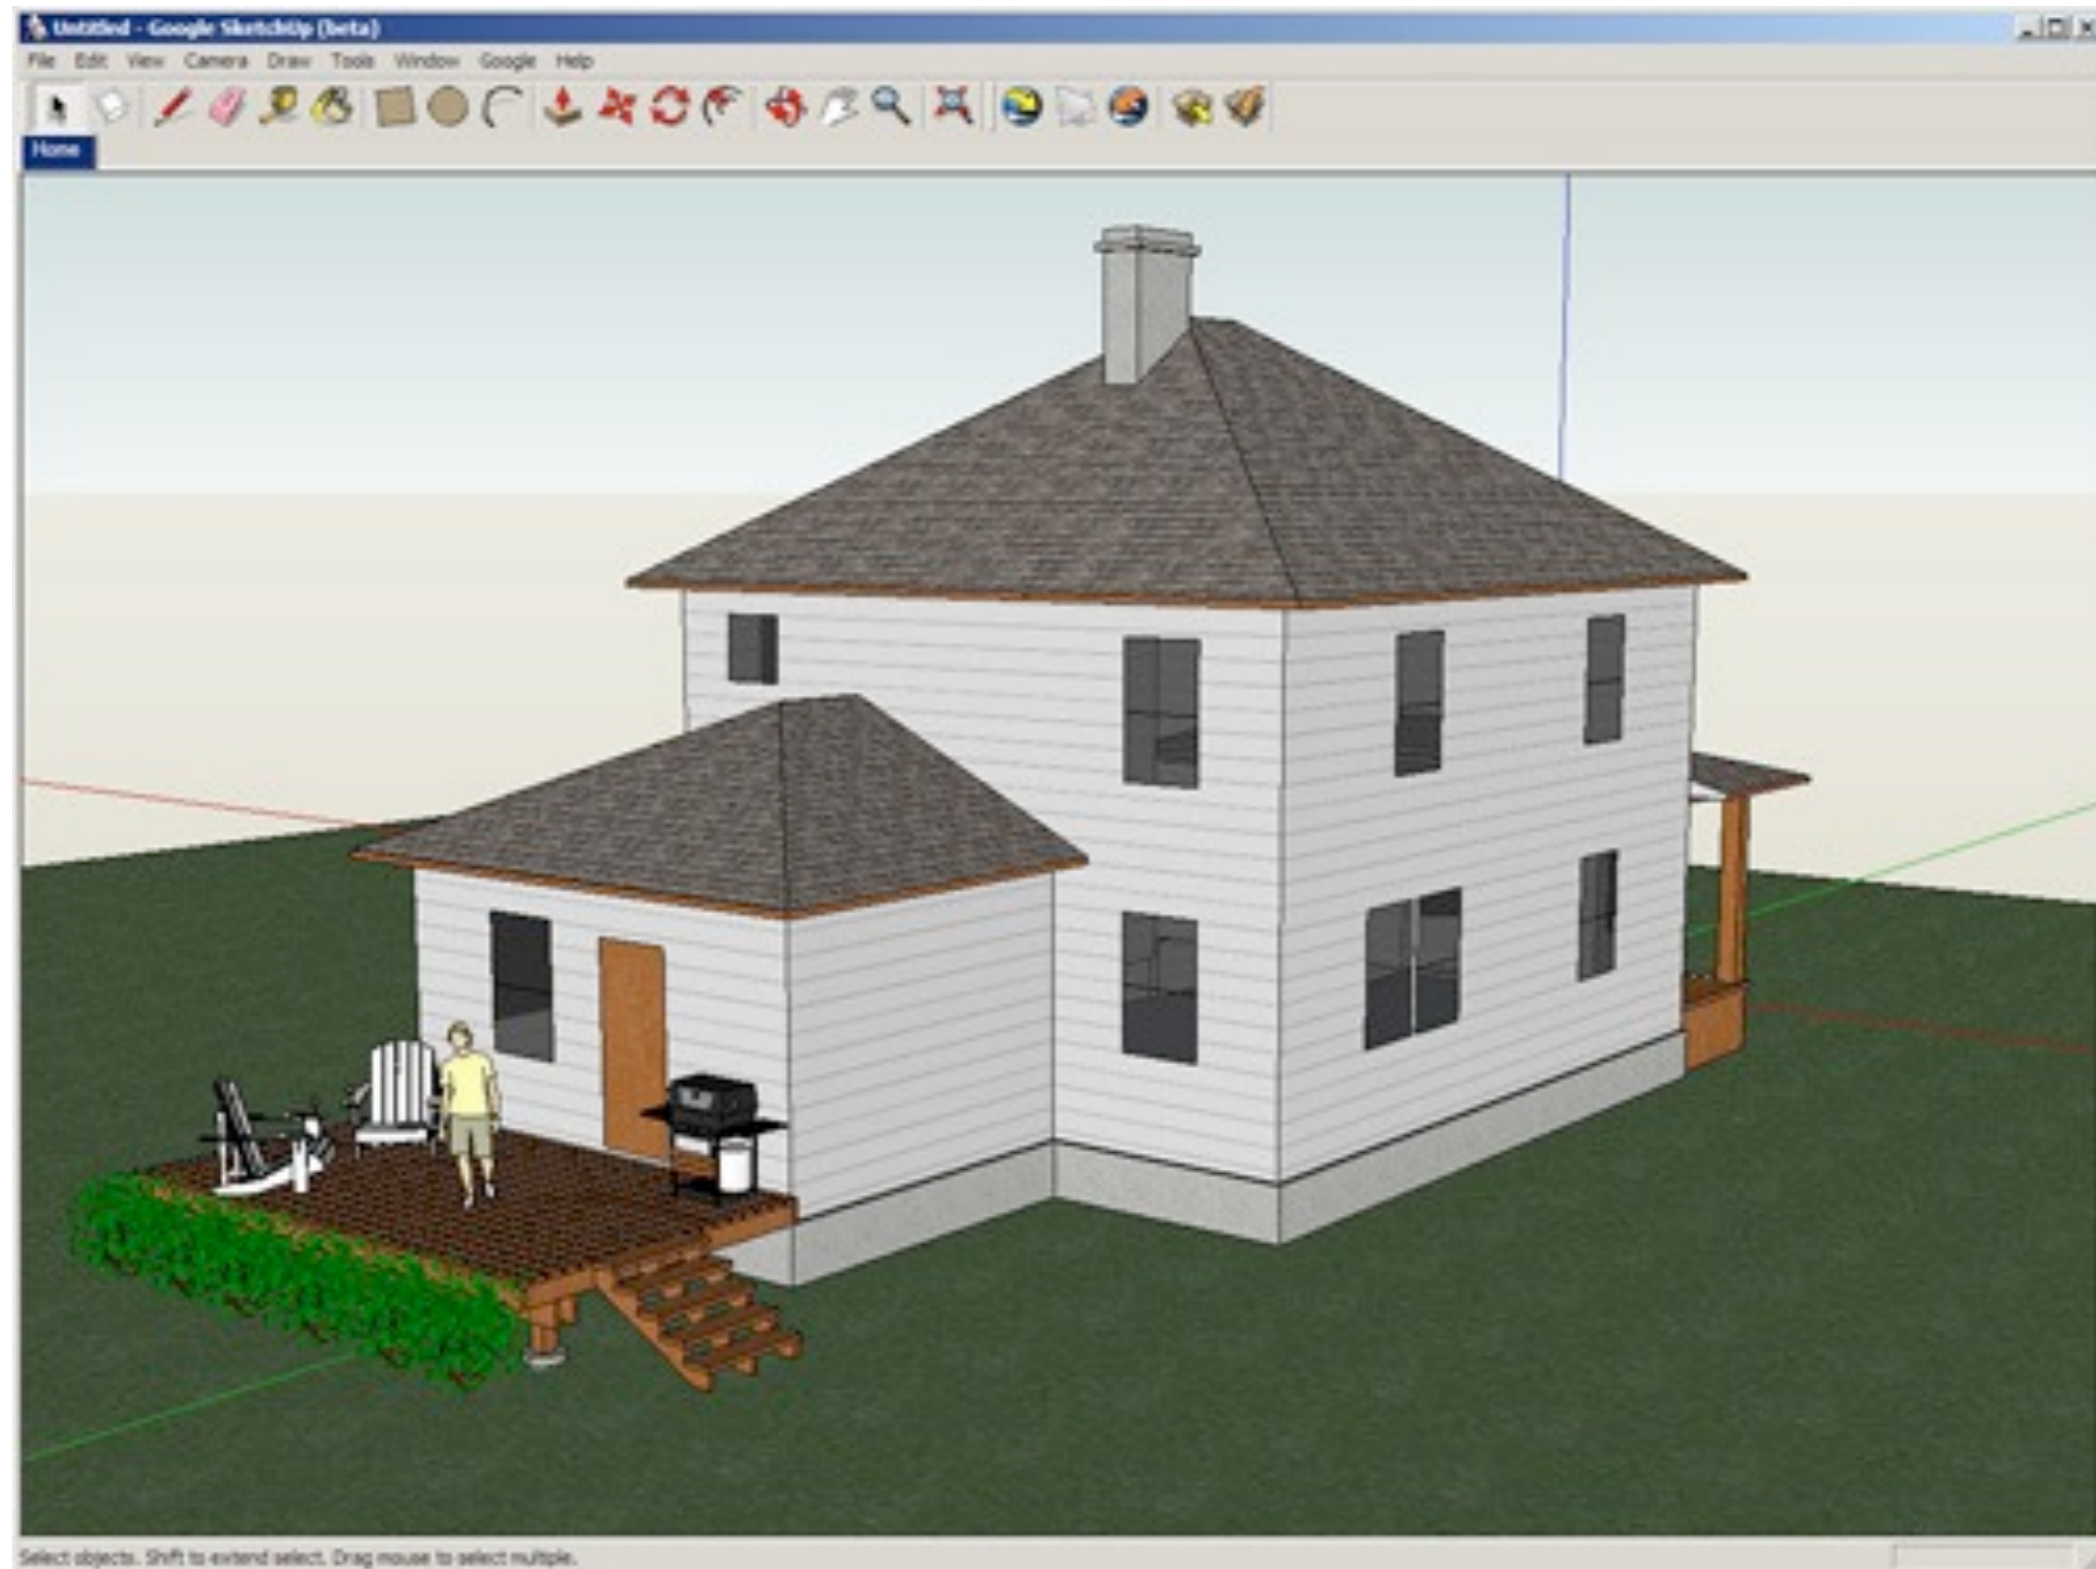 Untitled - Google SketchUp (beta)
File Edit View Camera Draw Tools Window Google Help
Home
Select objects. Shift to extend select. Drag mouse to select multiple.